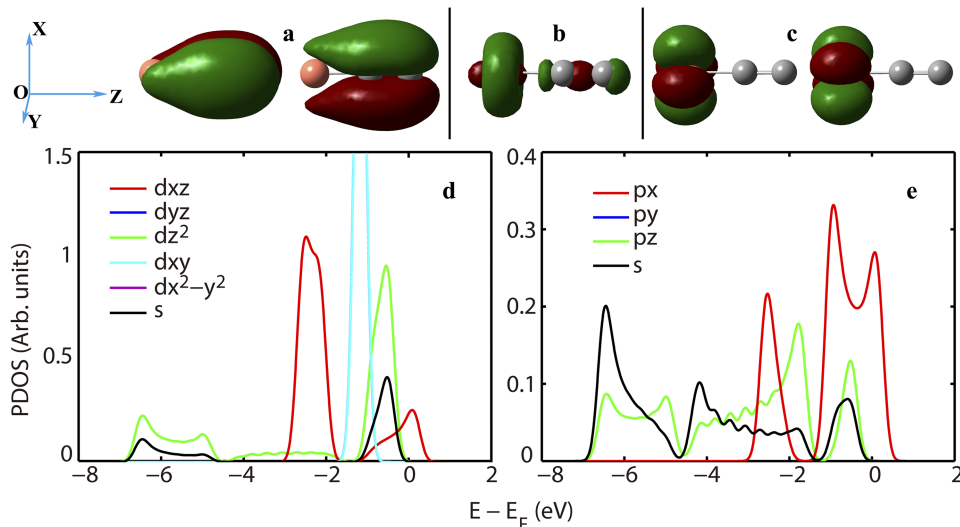 X
O
Z
Y
a
b
c
d
e
1.5
1
0.5
0
dxz
dyz
dz²
dxy
dx²−y²
s
PDOS (Arb. units)
−8
−6
−4
−2
0
2
0.4
0.3
0.2
0.1
0
px
py
pz
s
−8
−6
−4
−2
0
2
E − E_F (eV)